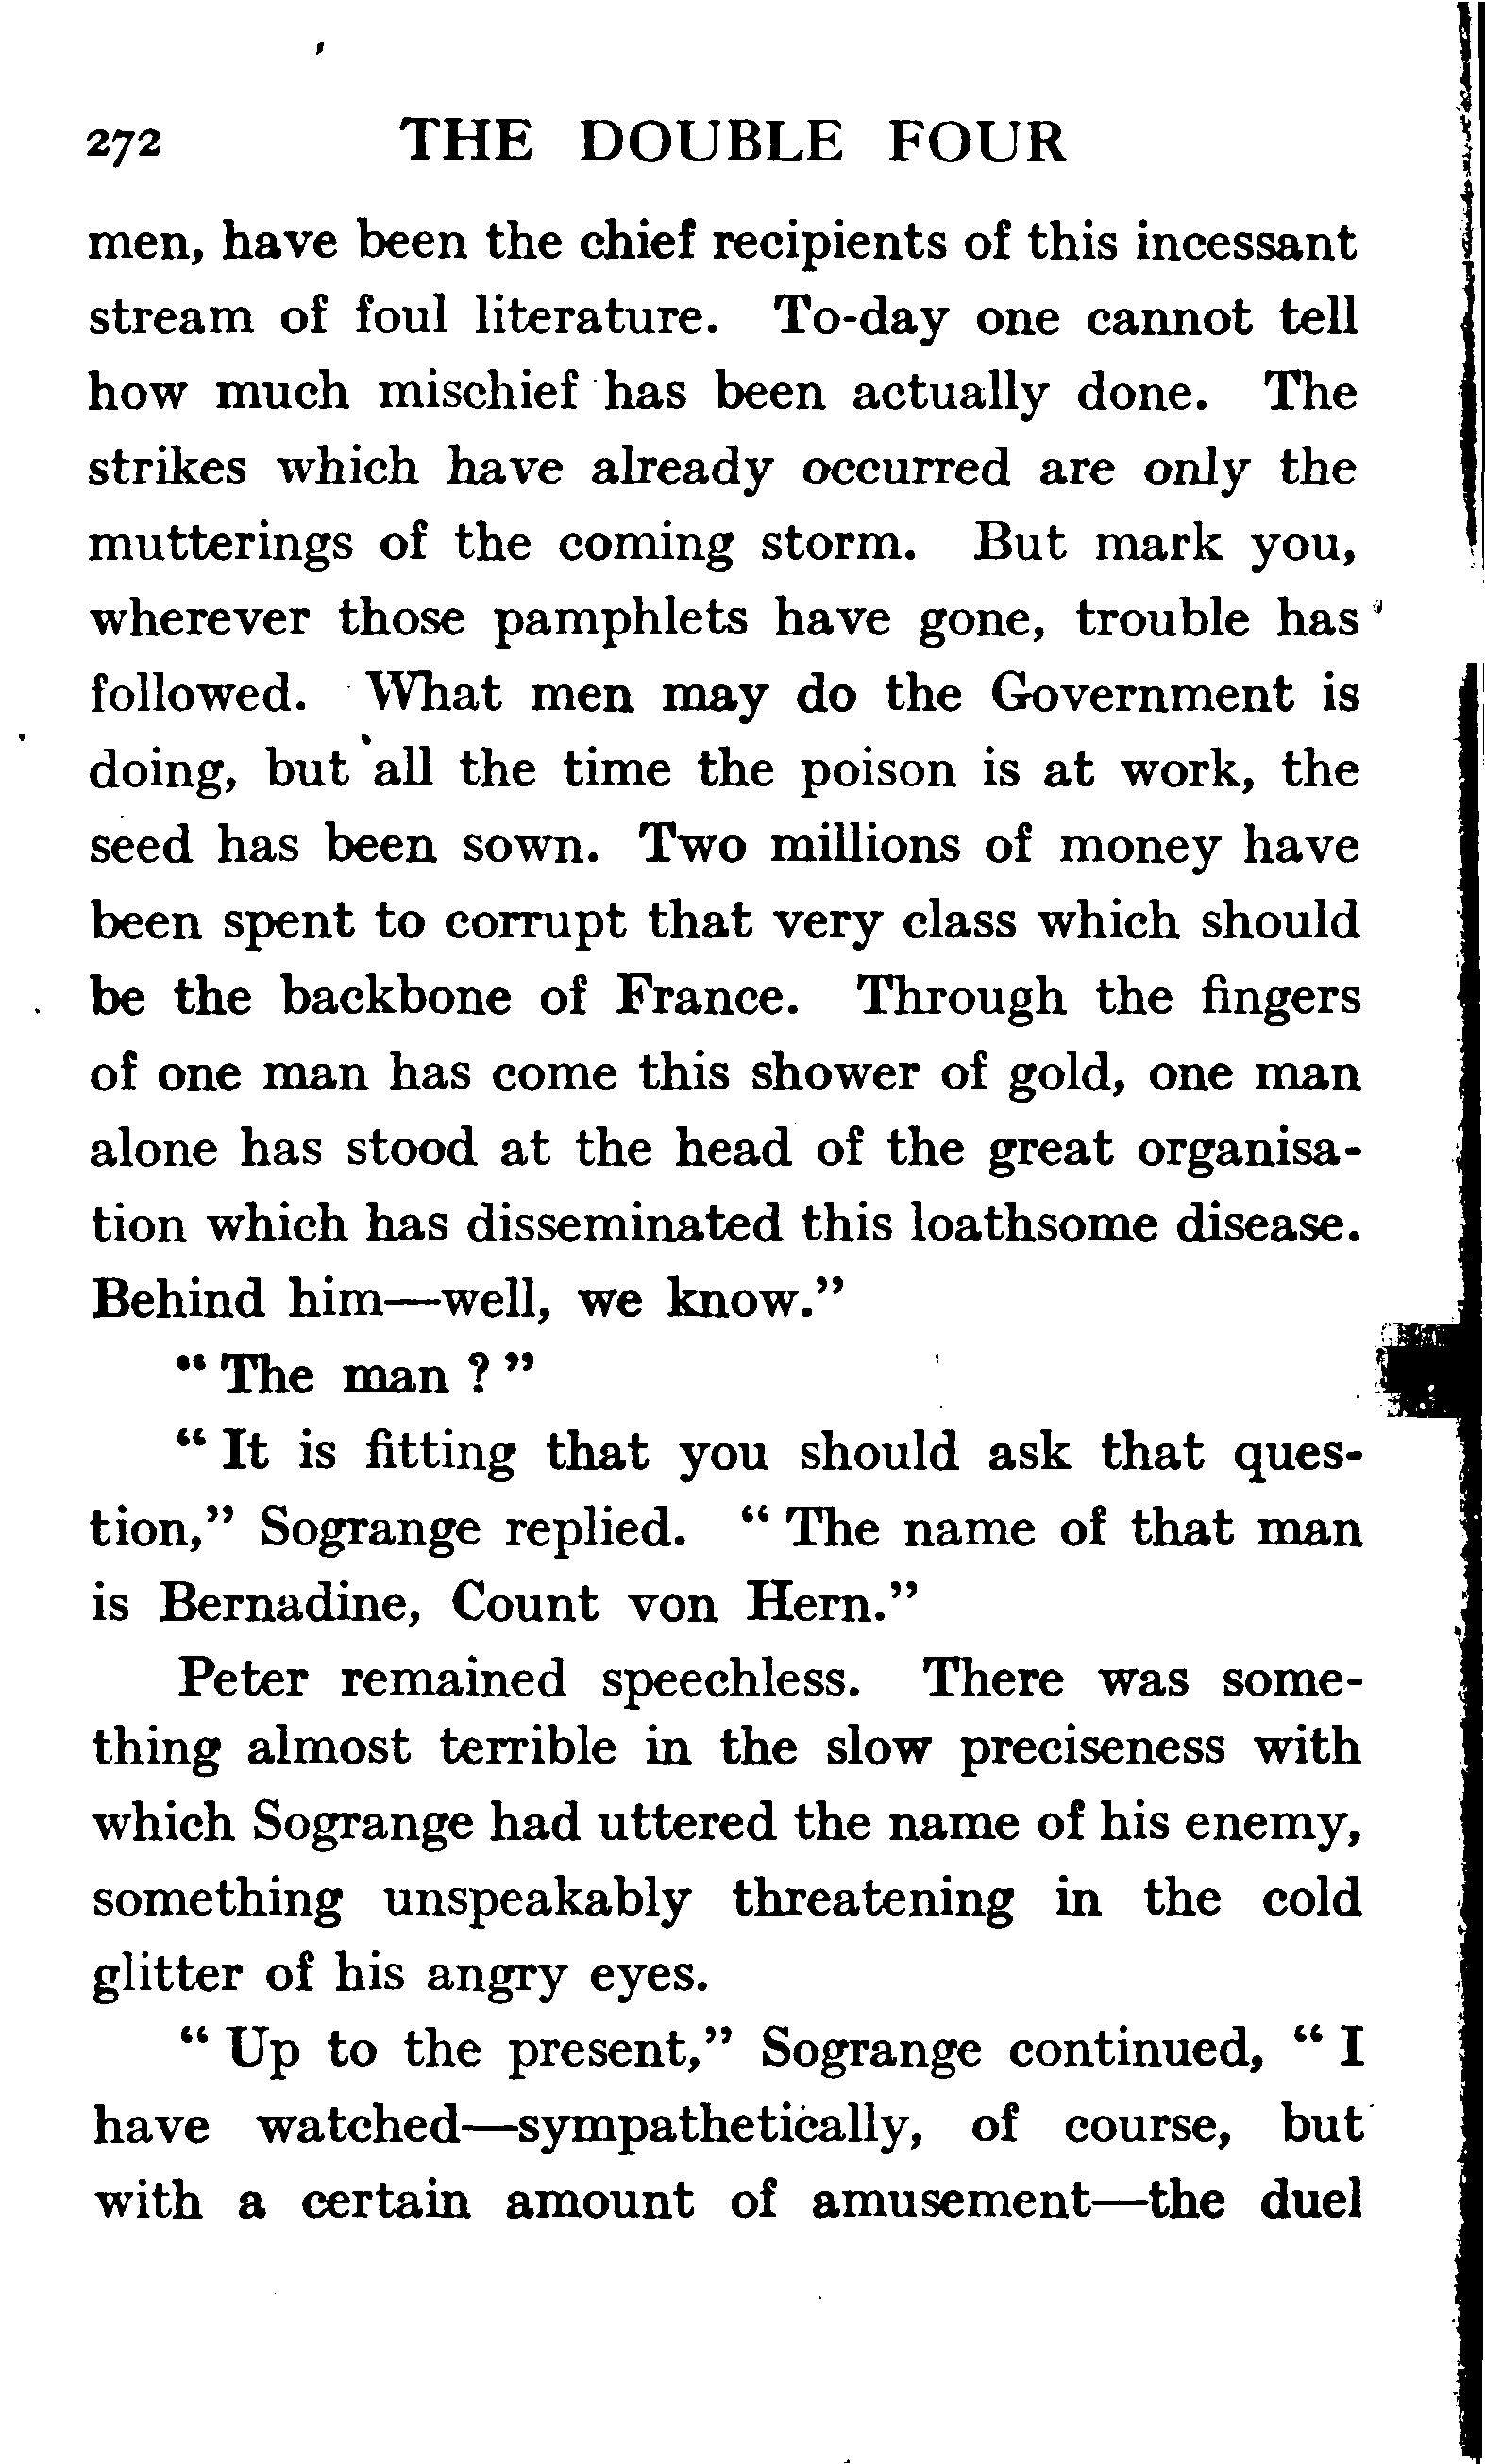 272 THE DOUBLE FOUR
men, have been the chief recipients of this incessant
stream of foul literature. To-day one cannot tell
how much mischief has been actually done. The
strikes which have already occurred are only the
mutterings of the coming storm. But mark you,
wherever those pamphlets have gone, trouble has
followed. What men may do the Government is
doing, but all the time the poison is at work, the
seed has been sown. Two millions of money have
been spent to corrupt that very class which should
be the backbone of France. Through the fingers
of one man has come this shower of gold, one man
alone has stood at the head of the great organisa-
tion which has disseminated this loathsome disease.
Behind him—well, we know.”
“ The man ? ”
“ It is fitting that you should ask that ques-
tion,” Sogrange replied. “ The name of that man
is Bernadine, Count von Hern.”
Peter remained speechless. There was some-
thing almost terrible in the slow preciseness with
which Sogrange had uttered the name of his enemy,
something unspeakably threatening in the cold
glitter of his angry eyes.
“ Up to the present,” Sogrange continued, “ I
have watched—sympathetically, of course, but
with a certain amount of amusement—the duel